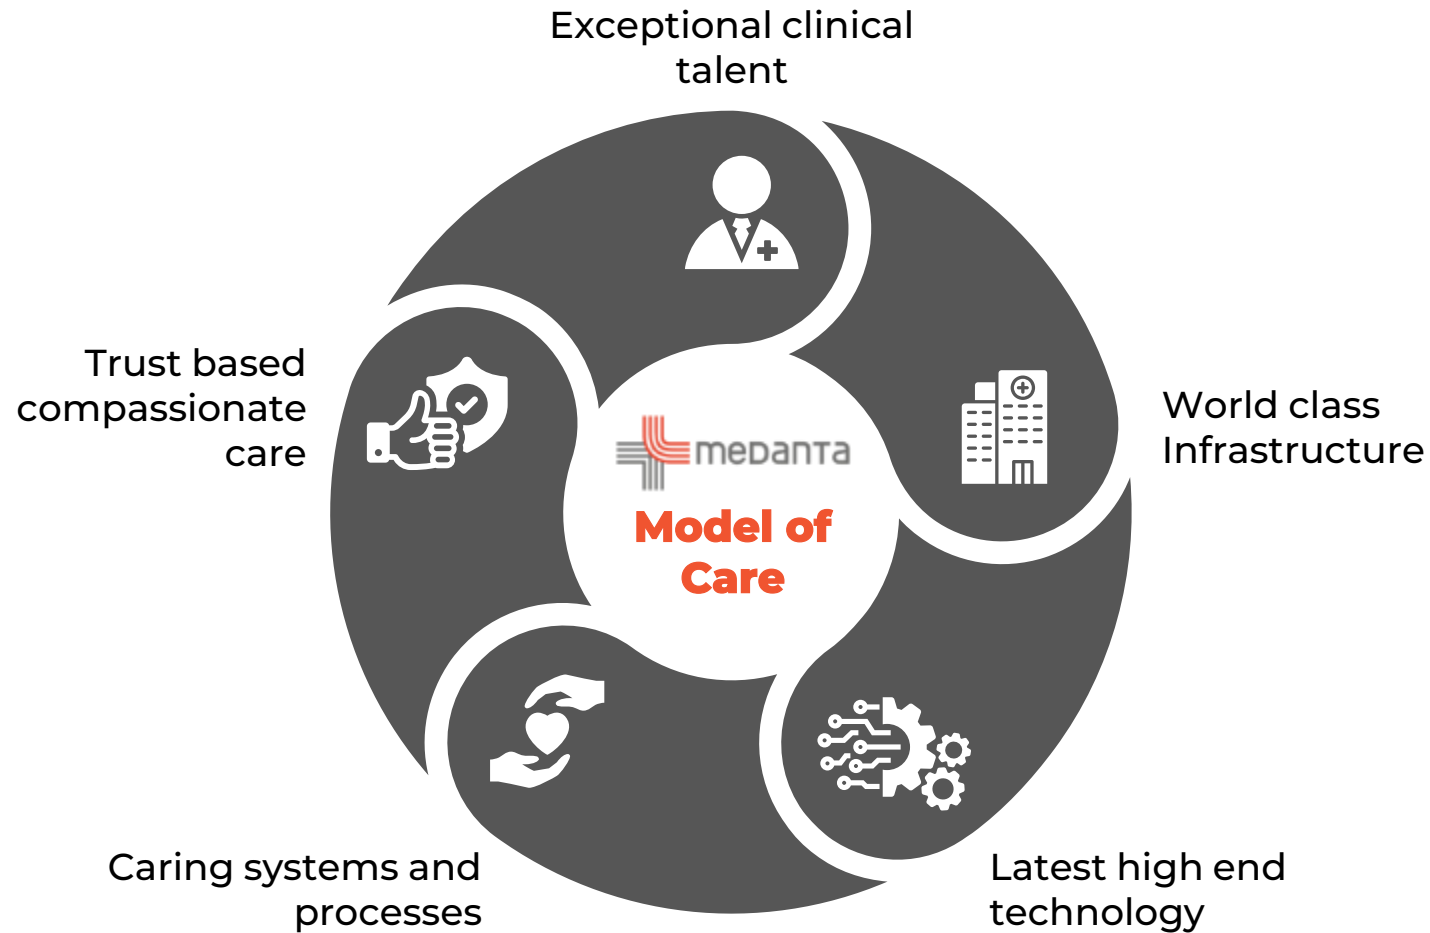 Exceptional clinical
talent
Trust based
compassionate
care
World class
Infrastructure
meDanTa
Model of
Care
Caring systems and
processes
Latest high end
technology